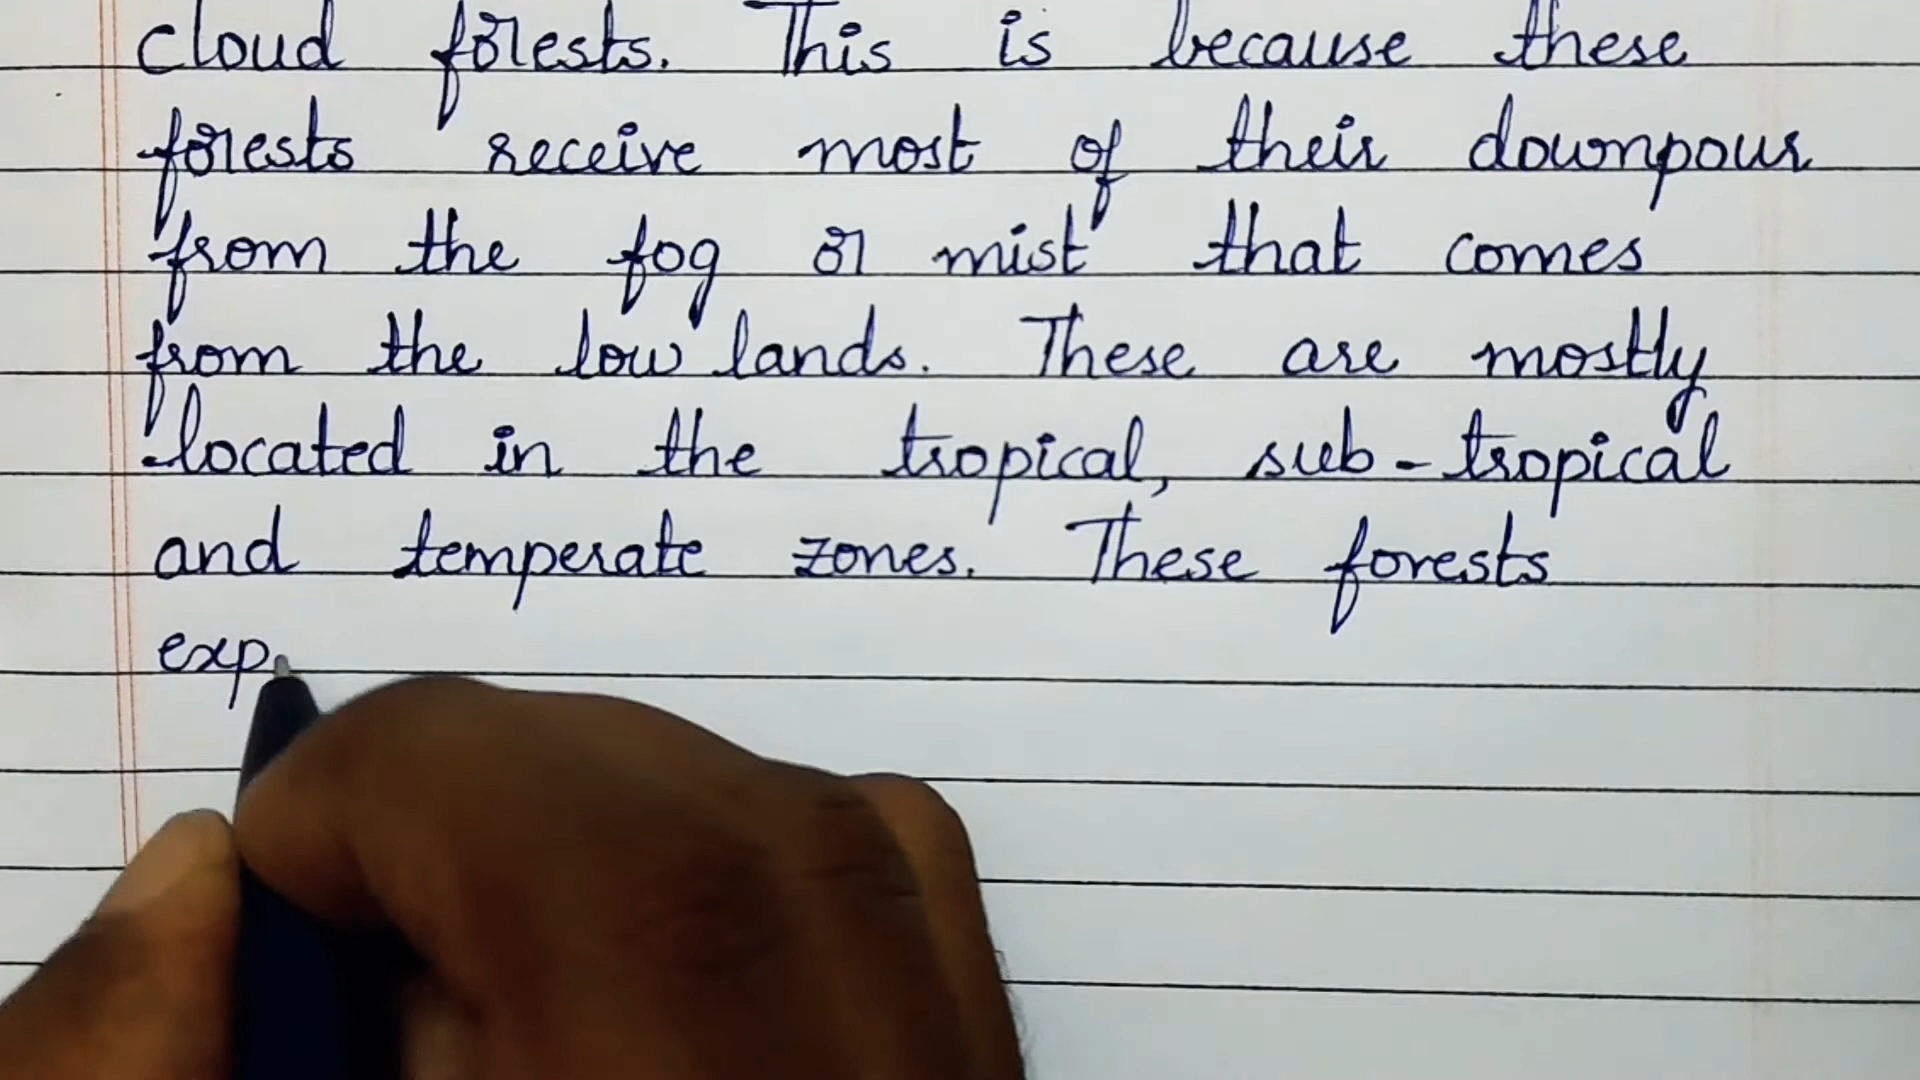 cloud forests. This is because these
forests receive most of their downpour
from the fog or mist that comes
from the low lands. These are mostly
located in the tropical, sub-tropical
and temperate zones. These forests
exp